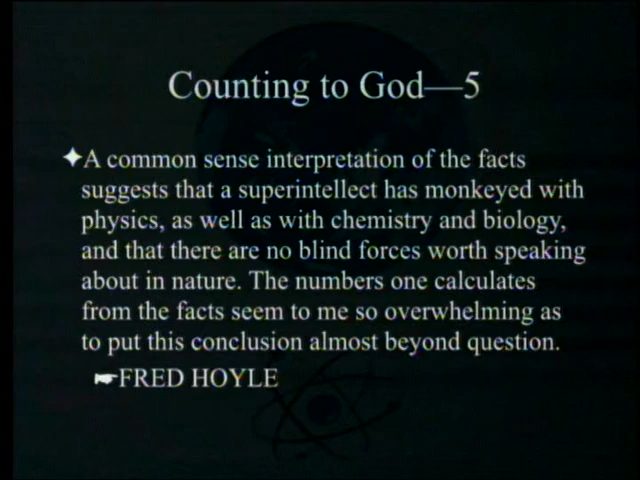 Counting to God—5
✦A common sense interpretation of the facts
suggests that a superintellect has monkeyed with
physics, as well as with chemistry and biology,
and that there are no blind forces worth speaking
about in nature. The numbers one calculates
from the facts seem to me so overwhelming as
to put this conclusion almost beyond question.
☛FRED HOYLE